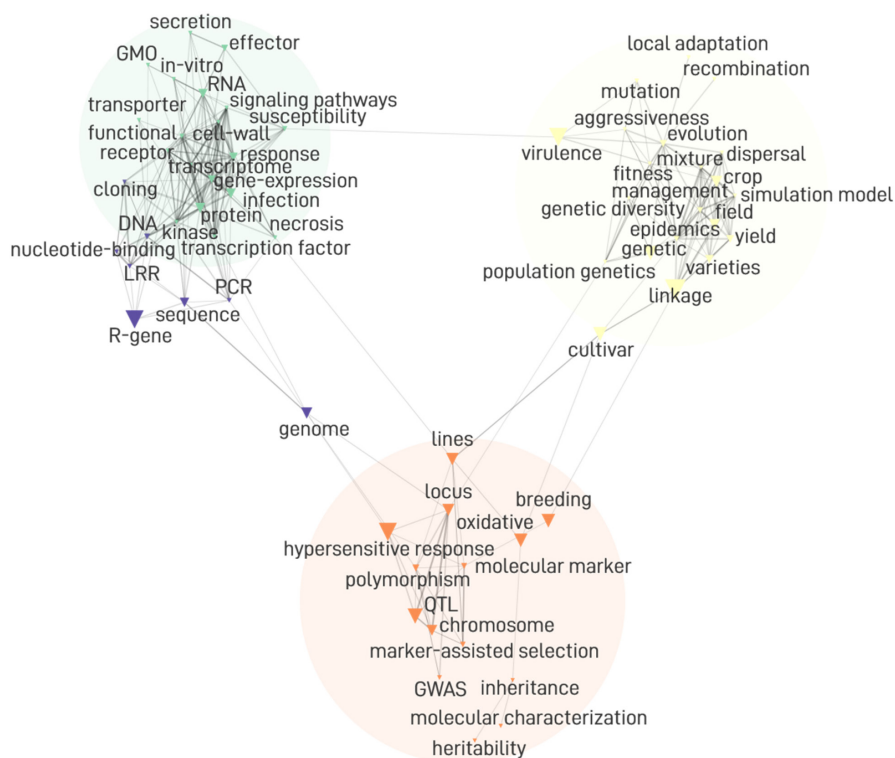 secretion
effector
GMO
in-vitro
RNA
transporter
signaling pathways
susceptibility
functional
cell-wall
receptor
response
transcriptome
gene-expression
cloning
infection
protein
DNA
kinase
necrosis
nucleotide-binding
transcription factor
LRR
PCR
sequence
R-gene
genome
local adaptation
recombination
mutation
aggressiveness
evolution
virulence
mixture
dispersal
fitness
crop
management
simulation model
genetic diversity
field
epidemics
yield
genetic
population genetics
varieties
linkage
cultivar
lines
locus
breeding
oxidative
hypersensitive response
molecular marker
polymorphism
QTL
chromosome
marker-assisted selection
GWAS
inheritance
molecular characterization
heritability